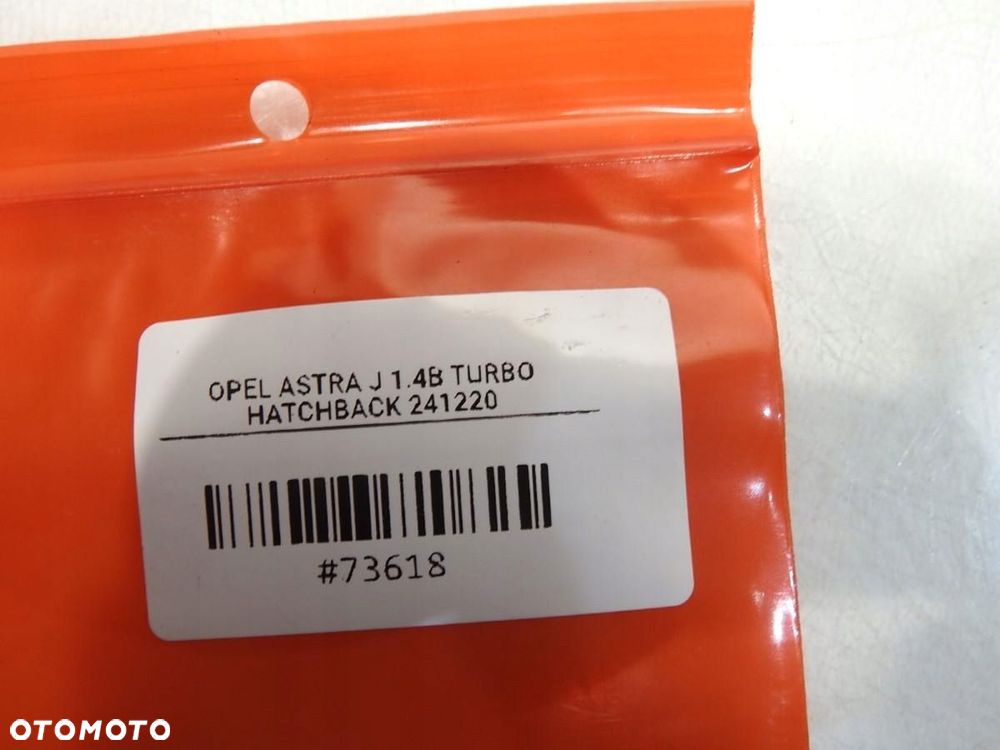 OPEL ASTRA J 1.4B TURBO
HATCHBACK 241220
#73618
OTOMOTO